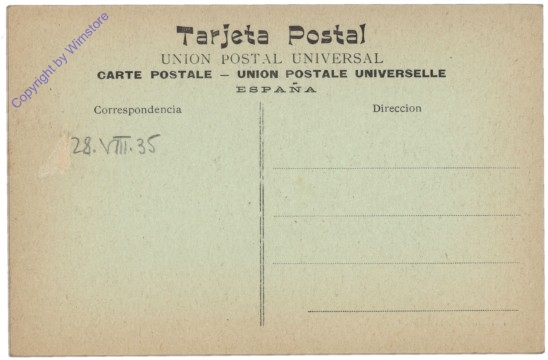 Tarjeta Postal
UNION POSTAL UNIVERSAL
CARTE POSTALE – UNION POSTALE UNIVERSELLE
ESPAÑA
Correspondencia
Direccion
28.VIII.35
Copyright by Wimstore